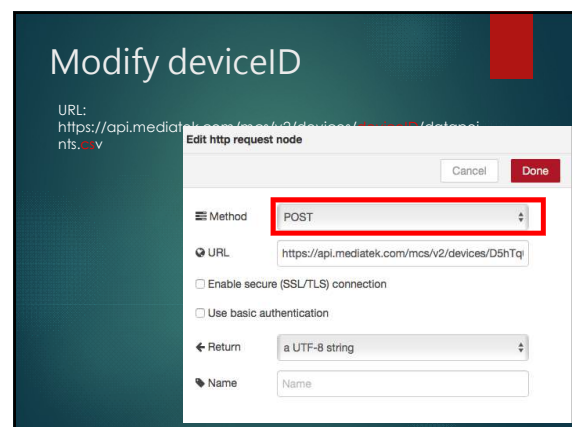 Modify deviceID
URL:
https://api.mediatek.com/mcs/v2/devices/deviceID/datapoi
nts.csv
Edit http request node
Cancel Done
Method POST
URL https://api.mediatek.com/mcs/v2/devices/D5hTq
Enable secure (SSL/TLS) connection
Use basic authentication
Return a UTF-8 string
Name Name